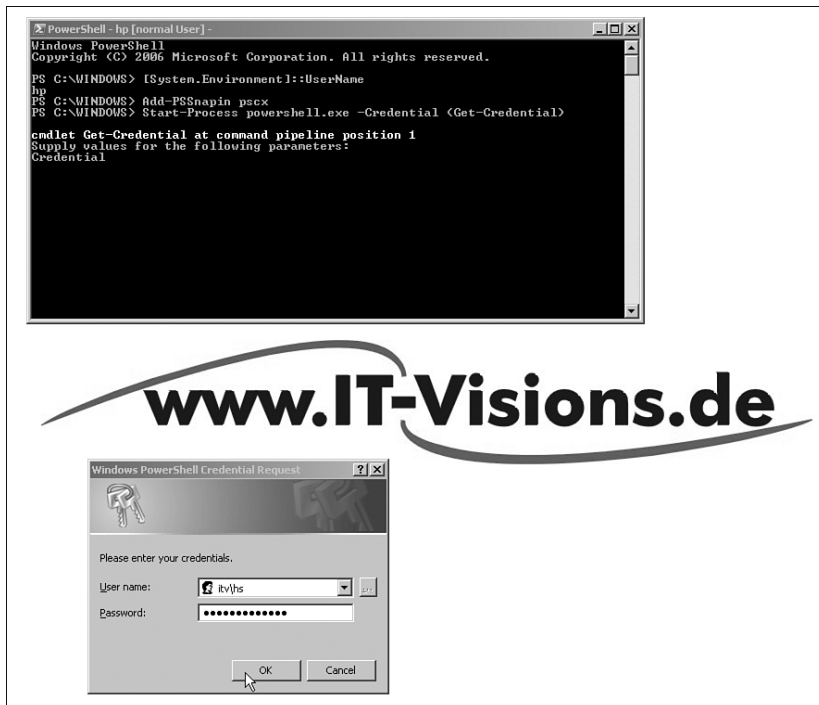 PowerShell - hp [normal User] -
Windows PowerShell
Copyright (C) 2006 Microsoft Corporation. All rights reserved.
PS C:\WINDOWS> [System.Environment]::UserName
hp
PS C:\WINDOWS> Add-PSSnapin pscx
PS C:\WINDOWS> Start-Process powershell.exe -Credential (Get-Credential)
cmdlet Get-Credential at command pipeline position 1
Supply values for the following parameters:
Credential
www.IT-Visions.de
Windows PowerShell Credential Request
Please enter your credentials.
User name:
itv\hs
...
Password:
•••••••••••••
OK
Cancel